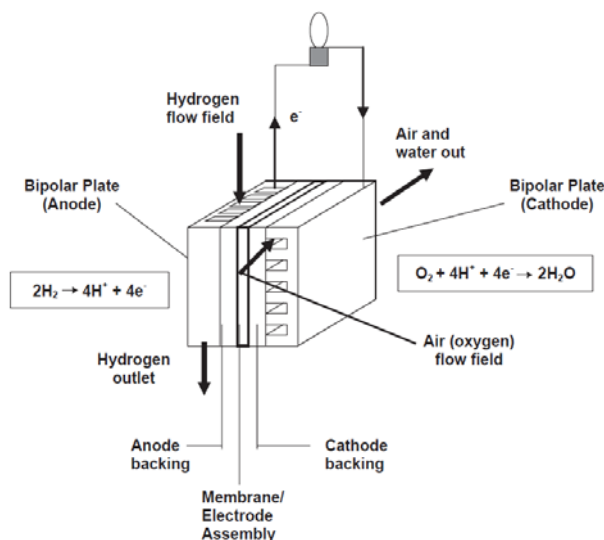 Hydrogen
flow field
e⁻
Air and
water out
Bipolar Plate
(Anode)
Bipolar Plate
(Cathode)
2H₂ → 4H⁺ + 4e⁻
O₂ + 4H⁺ + 4e⁻ → 2H₂O
Hydrogen
outlet
Air (oxygen)
flow field
Anode
backing
Cathode
backing
Membrane/
Electrode
Assembly